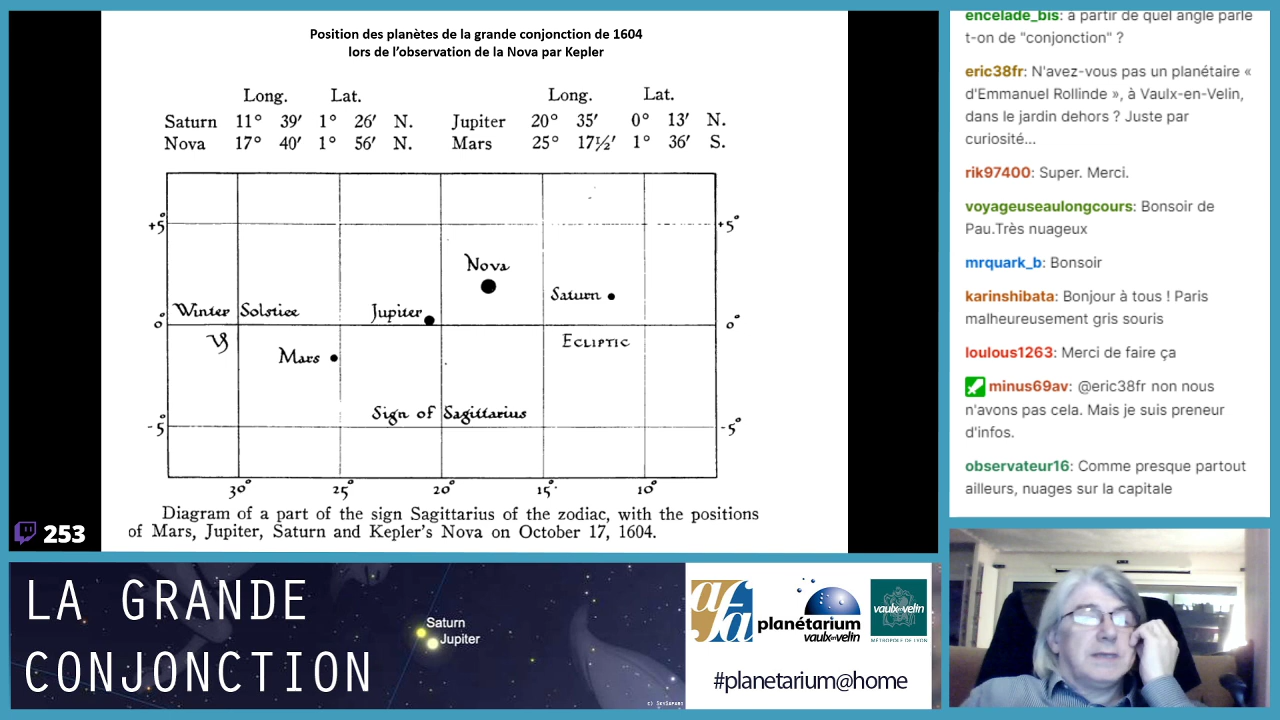 Position des planètes de la grande conjonction de 1604
lors de l'observation de la Nova par Kepler
Long. Lat. Long. Lat.
Saturn 11° 39′ 1° 26′ N. Jupiter 20° 35′ 0° 13′ N.
Nova 17° 40′ 1° 56′ N. Mars 25° 17½′ 1° 36′ S.
+5° +5°
Nova
Saturn
Winter Solstice Jupiter
0° 0°
♑ Mars ECLIPTIC
Sign of Sagittarius
-5° -5°
30° 25° 20° 15° 10°
Diagram of a part of the sign Sagittarius of the zodiac, with the positions
of Mars, Jupiter, Saturn and Kepler's Nova on October 17, 1604.
253
encelade_bis: à partir de quel angle parle
t-on de "conjonction" ?
eric38fr: N'avez-vous pas un planétaire «
d'Emmanuel Rollinde », à Vaulx-en-Velin,
dans le jardin dehors ? Juste par
curiosité...
rik97400: Super. Merci.
voyageuseaulongcours: Bonsoir de
Pau.Très nuageux
mrquark_b: Bonsoir
karinshibata: Bonjour à tous ! Paris
malheureusement gris souris
loulous1263: Merci de faire ça
minus69av: @eric38fr non nous
n'avons pas cela. Mais je suis preneur
d'infos.
observateur16: Comme presque partout
ailleurs, nuages sur la capitale
LA GRANDE
CONJONCTION
Saturn
Jupiter
afa
planétarium
vaulx en velin
vaulx en velin
MÉTROPOLE DE LYON
#planetarium@home